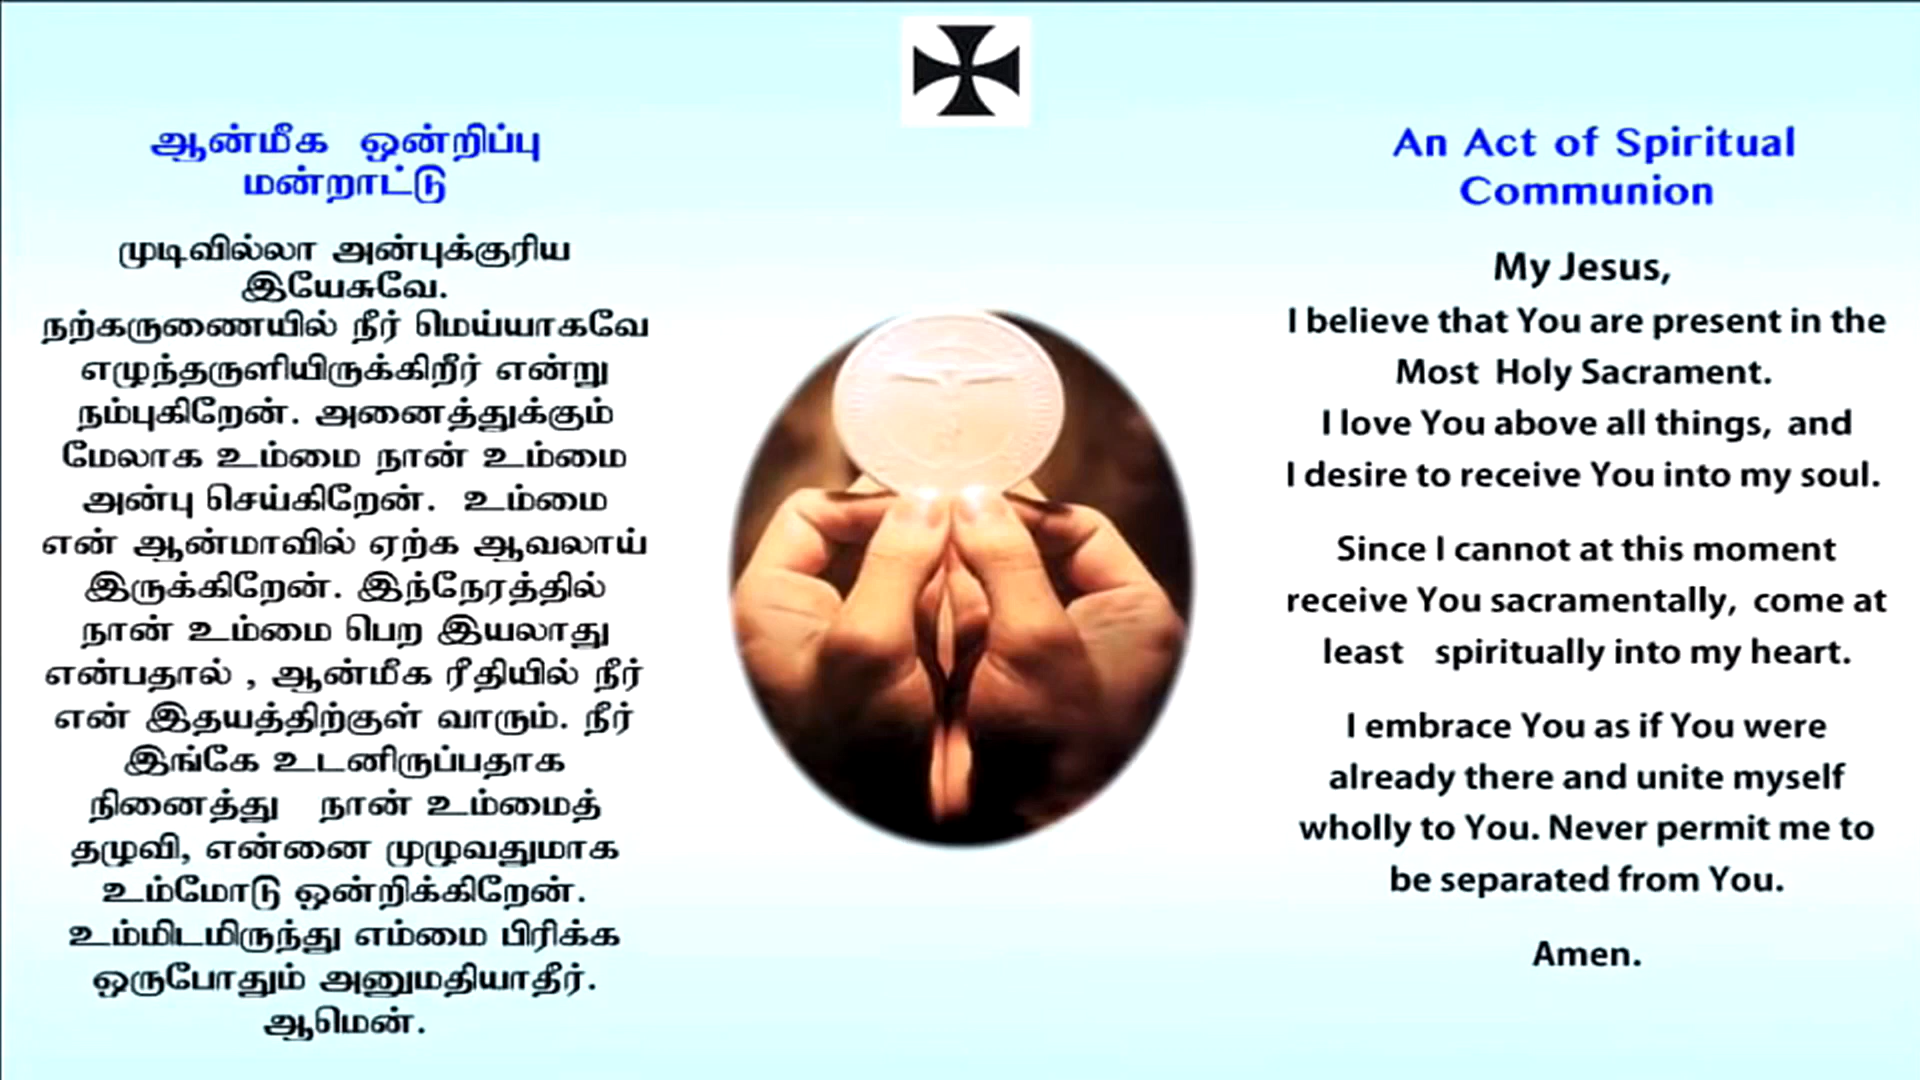 ஆன்மீக ஒன்றிப்பு
மன்றாட்டு
முடிவில்லா அன்புக்குரிய
இயேசுவே.
நற்கருணையில் நீர் மெய்யாகவே
எழுந்தருளியிருக்கிறீர் என்று
நம்புகிறேன். அனைத்துக்கும்
மேலாக உம்மை நான் உம்மை
அன்பு செய்கிறேன். உம்மை
என் ஆன்மாவில் ஏற்க ஆவலாய்
இருக்கிறேன். இந்நேரத்தில்
நான் உம்மை பெற இயலாது
என்பதால் , ஆன்மீக ரீதியில் நீர்
என் இதயத்திற்குள் வாரும். நீர்
இங்கே உடனிருப்பதாக
நினைத்து நான் உம்மைத்
தழுவி, என்னை முழுவதுமாக
உம்மோடு ஒன்றிக்கிறேன்.
உம்மிடமிருந்து எம்மை பிரிக்க
ஒருபோதும் அனுமதியாதீர்.
ஆமென்.
An Act of Spiritual
Communion
My Jesus,
I believe that You are present in the
Most Holy Sacrament.
I love You above all things, and
I desire to receive You into my soul.
Since I cannot at this moment
receive You sacramentally, come at
least spiritually into my heart.
I embrace You as if You were
already there and unite myself
wholly to You. Never permit me to
be separated from You.
Amen.